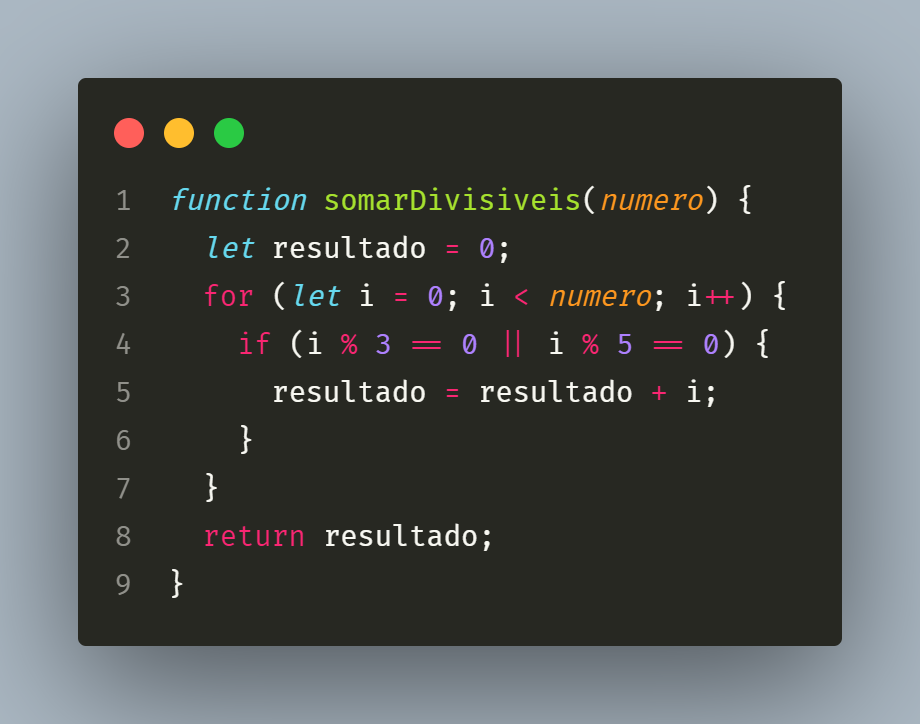 1 function somarDivisiveis(numero) {
2   let resultado = 0;
3   for (let i = 0; i < numero; i++) {
4     if (i % 3 == 0 || i % 5 == 0) {
5       resultado = resultado + i;
6     }
7   }
8   return resultado;
9 }